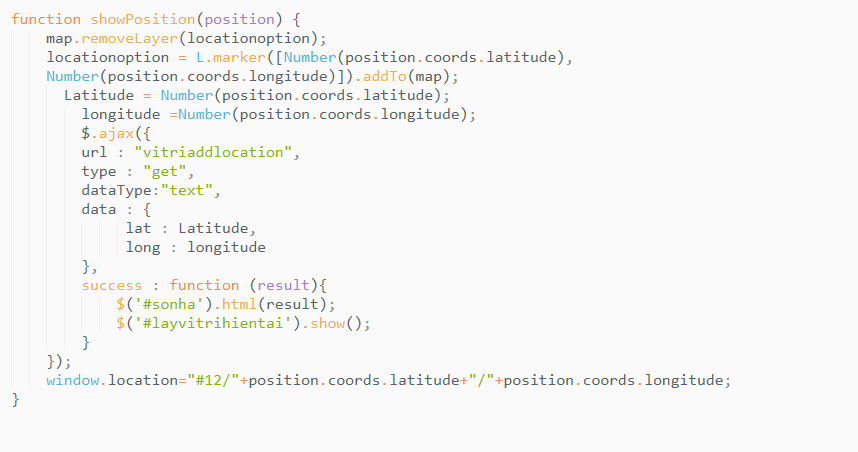 function showPosition(position) {
map.removeLayer(locationoption);
locationoption = L.marker([Number(position.coords.latitude),
Number(position.coords.longitude)]).addTo(map);
Latitude = Number(position.coords.latitude);
longitude =Number(position.coords.longitude);
$.ajax({
url : "vitriaddlocation",
type : "get",
dataType:"text",
data : {
lat : Latitude,
long : longitude
},
success : function (result){
$('#sonha').html(result);
$('#layvitrihientai').show();
}
});
window.location="#12/"+position.coords.latitude+"/"+position.coords.longitude;
}